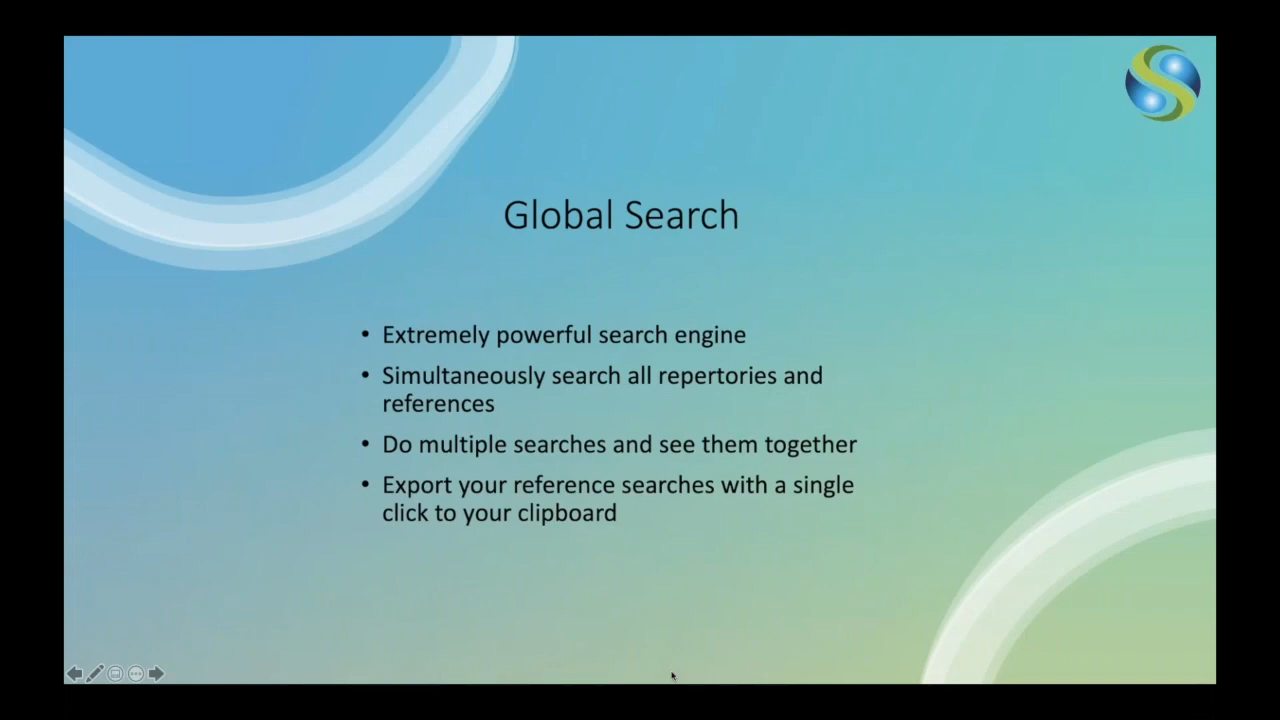 Global Search
• Extremely powerful search engine
• Simultaneously search all repertories and
references
• Do multiple searches and see them together
• Export your reference searches with a single
click to your clipboard